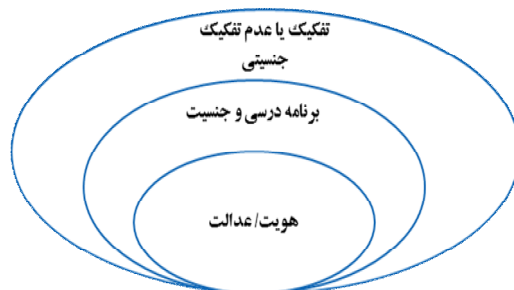 تفکیک یا عدم تفکیک
جنسیتی
برنامه درسی و جنسیت
هویت/عدالت